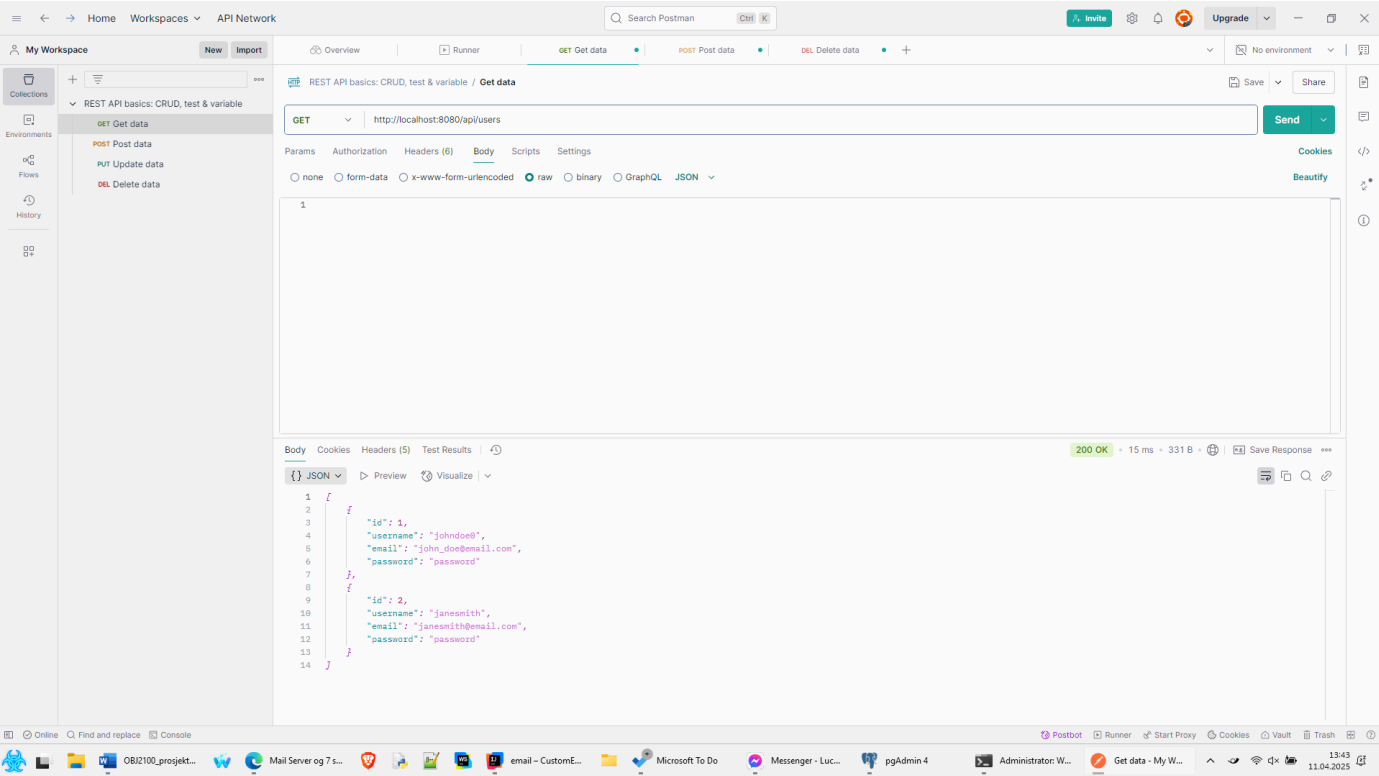 Home Workspaces API Network Search Postman Ctrl K Invite Upgrade
My Workspace New Import Overview Runner GET Get data POST Post data DEL Delete data No environment
Collections
Environments
Flows
History
REST API basics: CRUD, test & variable
GET Get data
POST Post data
PUT Update data
DEL Delete data
HTTP REST API basics: CRUD, test & variable / Get data Save Share
GET http://localhost:8080/api/users Send
Params Authorization Headers (6) Body Scripts Settings Cookies
none form-data x-www-form-urlencoded raw binary GraphQL JSON Beautify
1
Body Cookies Headers (5) Test Results 200 OK 15 ms 331 B Save Response
{} JSON Preview Visualize
1 [
2 {
3 "id": 1,
4 "username": "johndoe0",
5 "email": "john_doe@email.com",
6 "password": "password"
7 },
8 {
9 "id": 2,
10 "username": "janesmith",
11 "email": "janesmith@email.com",
12 "password": "password"
13 }
14 ]
Online Find and replace Console Postbot Runner Start Proxy Cookies Vault Trash
OBJ2100_prosjekt... Mail Server og 7 s... WS email – CustomE... Microsoft To Do Messenger - Luc... pgAdmin 4 Administrator: W... Get data - My W... 13:43
11.04.2025